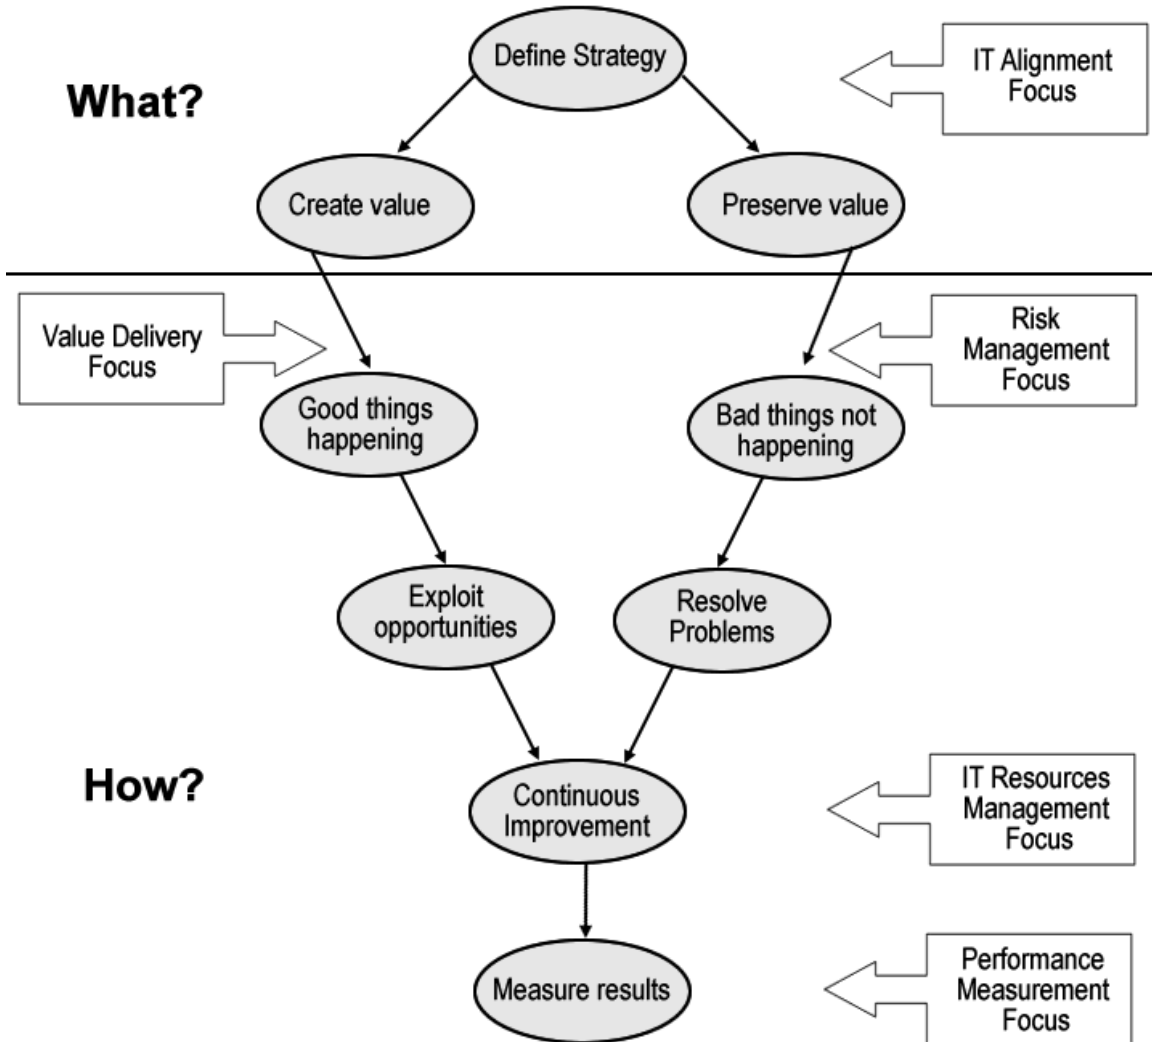 Define Strategy
IT Alignment
Focus
What?
Create value
Preserve value
Value Delivery
Focus
Risk
Management
Focus
Good things
happening
Bad things not
happening
Exploit
opportunities
Resolve
Problems
How?
Continuous
Improvement
IT Resources
Management
Focus
Measure results
Performance
Measurement
Focus